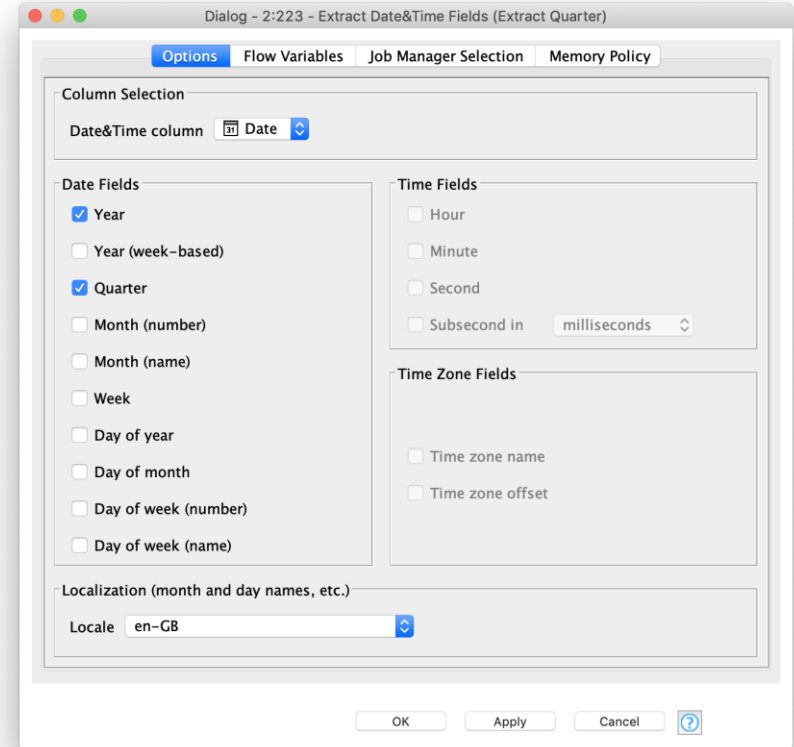 Dialog - 2:223 - Extract Date&Time Fields (Extract Quarter)
Options Flow Variables Job Manager Selection Memory Policy
Column Selection
Date&Time column 31 Date
Date Fields
Year
Year (week-based)
Quarter
Month (number)
Month (name)
Week
Day of year
Day of month
Day of week (number)
Day of week (name)
Time Fields
Hour
Minute
Second
Subsecond in milliseconds
Time Zone Fields
Time zone name
Time zone offset
Localization (month and day names, etc.)
Locale en-GB
OK Apply Cancel ?